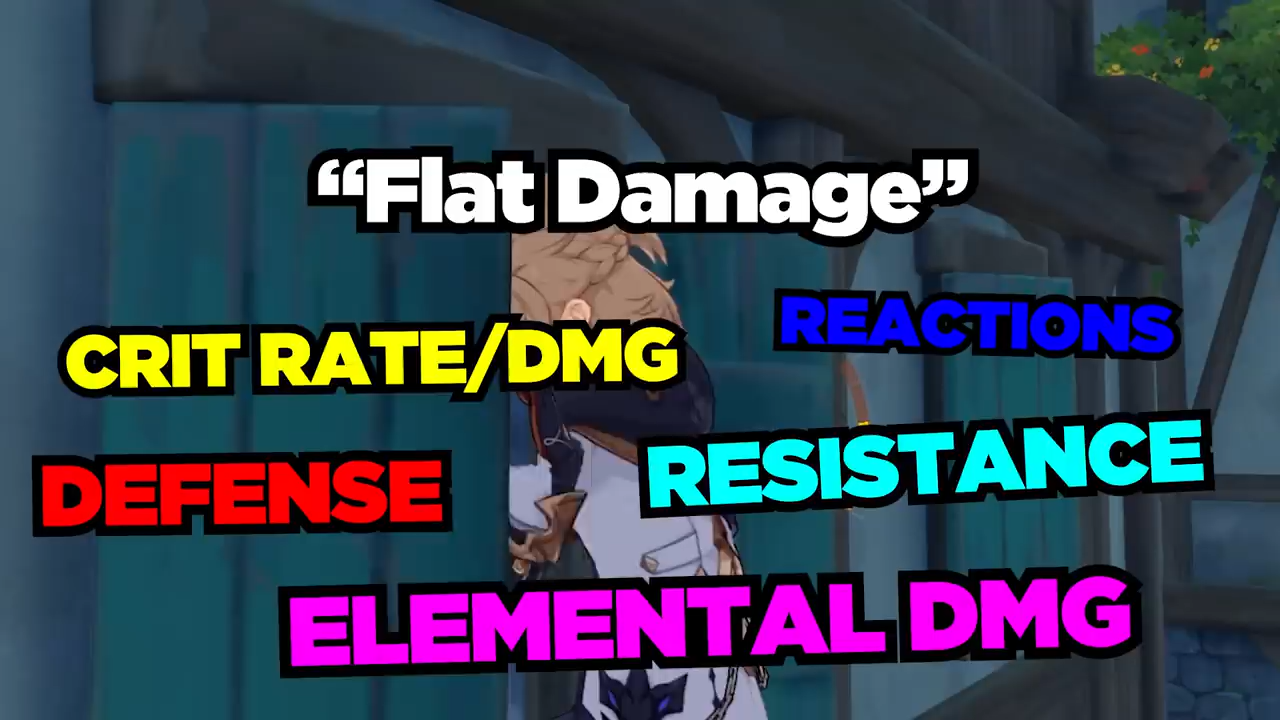 “Flat Damage”
REACTIONS
CRIT RATE/DMG
RESISTANCE
DEFENSE
ELEMENTAL DMG